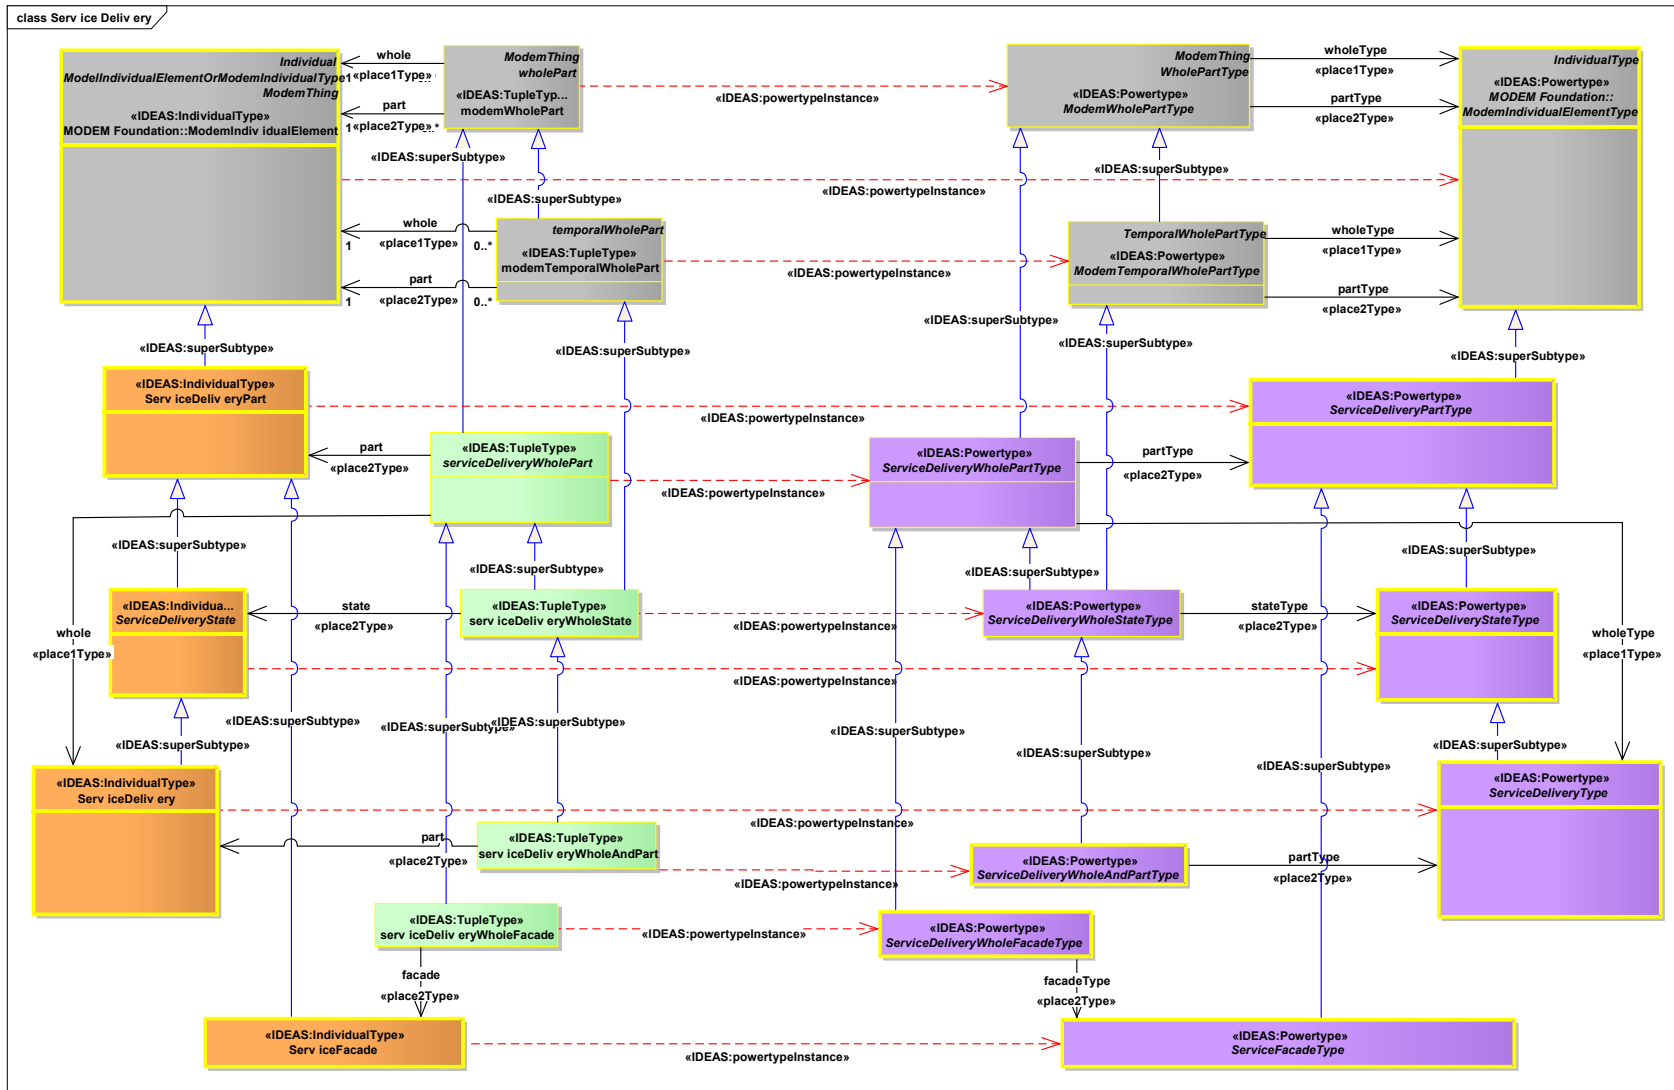 class Serv ice Deliv ery
Individual
ModelIndividualElementOrModemIndividualType
ModemThing
«IDEAS:IndividualType»
MODEM Foundation::ModemIndiv idualElement
whole
1
«place1Type»
..*
part
1
«place2Type»
..*
ModemThing
wholePart
«IDEAS:TupleTyp...
modemWholePart
«IDEAS:powertypeInstance»
ModemThing
WholePartType
«IDEAS:Powertype»
ModemWholePartType
wholeType
«place1Type»
partType
«place2Type»
IndividualType
«IDEAS:Powertype»
MODEM Foundation::
ModemIndividualElementType
«IDEAS:superSubtype»
«IDEAS:superSubtype»
«IDEAS:powertypeInstance»
«IDEAS:superSubtype»
whole
1
«place1Type»
0..*
part
1
«place2Type»
0..*
temporalWholePart
«IDEAS:TupleType»
modemTemporalWholePart
«IDEAS:powertypeInstance»
TemporalWholePartType
«IDEAS:Powertype»
ModemTemporalWholePartType
wholeType
«place1Type»
partType
«place2Type»
«IDEAS:superSubtype»
«IDEAS:superSubtype»
«IDEAS:superSubtype»
«IDEAS:superSubtype»
«IDEAS:superSubtype»
«IDEAS:IndividualType»
Serv iceDeliv eryPart
«IDEAS:powertypeInstance»
«IDEAS:Powertype»
ServiceDeliveryPartType
part
«place2Type»
«IDEAS:TupleType»
serviceDeliveryWholePart
«IDEAS:powertypeInstance»
«IDEAS:Powertype»
ServiceDeliveryWholePartType
partType
«place2Type»
«IDEAS:superSubtype»
«IDEAS:superSubtype»
«IDEAS:superSubtype»
«IDEAS:superSubtype»
«IDEAS:Individua...
ServiceDeliveryState
state
«place2Type»
«IDEAS:TupleType»
serv iceDeliv eryWholeState
«IDEAS:powertypeInstance»
«IDEAS:Powertype»
ServiceDeliveryWholeStateType
stateType
«place2Type»
«IDEAS:Powertype»
ServiceDeliveryStateType
whole
«place1Type»
wholeType
«place1Type»
«IDEAS:powertypeInstance»
«IDEAS:superSubtype»
«IDEAS:superSubtype»
«IDEAS:superSubtype»
«IDEAS:superSubtype»
«IDEAS:superSubtype»
«IDEAS:superSubtype»
«IDEAS:superSubtype»
«IDEAS:superSubtype»
«IDEAS:IndividualType»
Serv iceDeliv ery
«IDEAS:powertypeInstance»
«IDEAS:Powertype»
ServiceDeliveryType
part
«place2Type»
«IDEAS:TupleType»
serv iceDeliv eryWholeAndPart
«IDEAS:powertypeInstance»
«IDEAS:Powertype»
ServiceDeliveryWholeAndPartType
partType
«place2Type»
«IDEAS:TupleType»
serv iceDeliv eryWholeFacade
«IDEAS:powertypeInstance»
«IDEAS:Powertype»
ServiceDeliveryWholeFacadeType
facade
«place2Type»
facadeType
«place2Type»
«IDEAS:IndividualType»
Serv iceFacade
«IDEAS:powertypeInstance»
«IDEAS:Powertype»
ServiceFacadeType